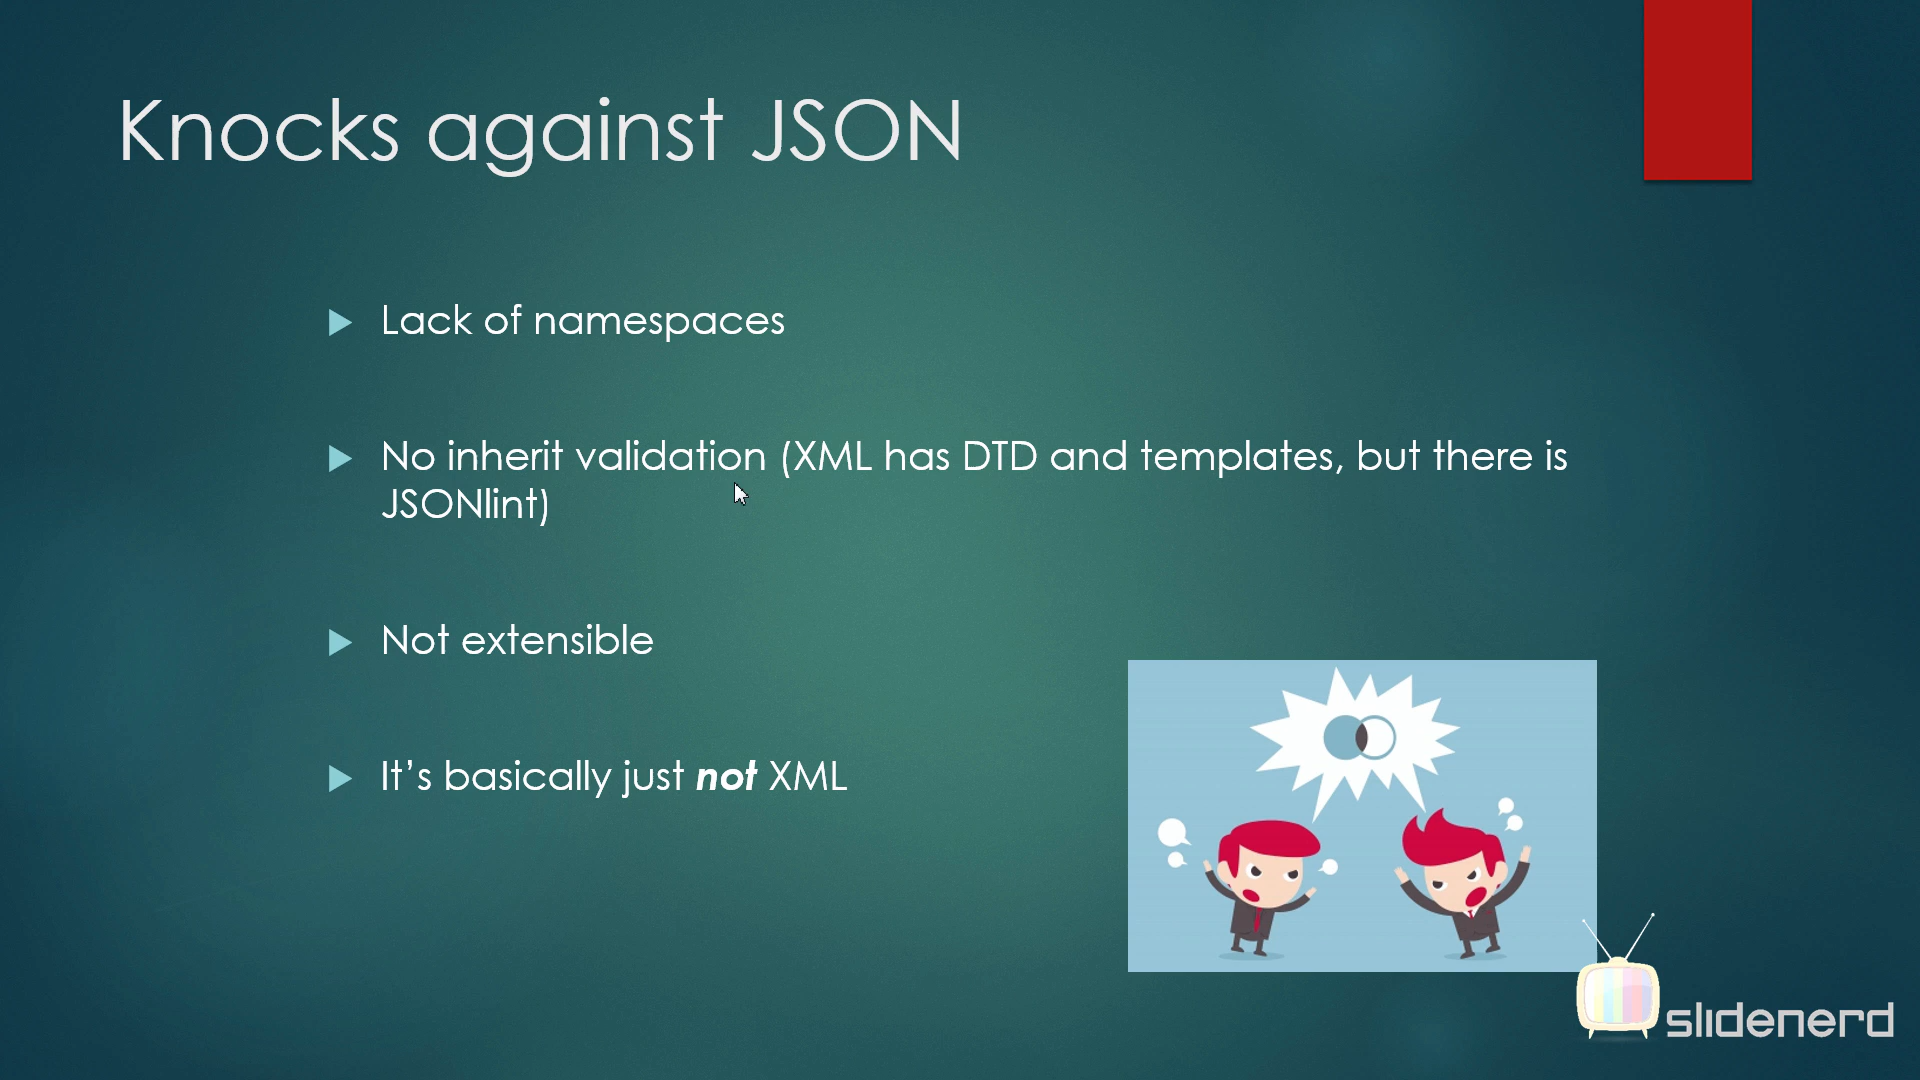 Knocks against JSON
Lack of namespaces
No inherit validation (XML has DTD and templates, but there is
JSONlint)
Not extensible
It’s basically just not XML
slidenerd